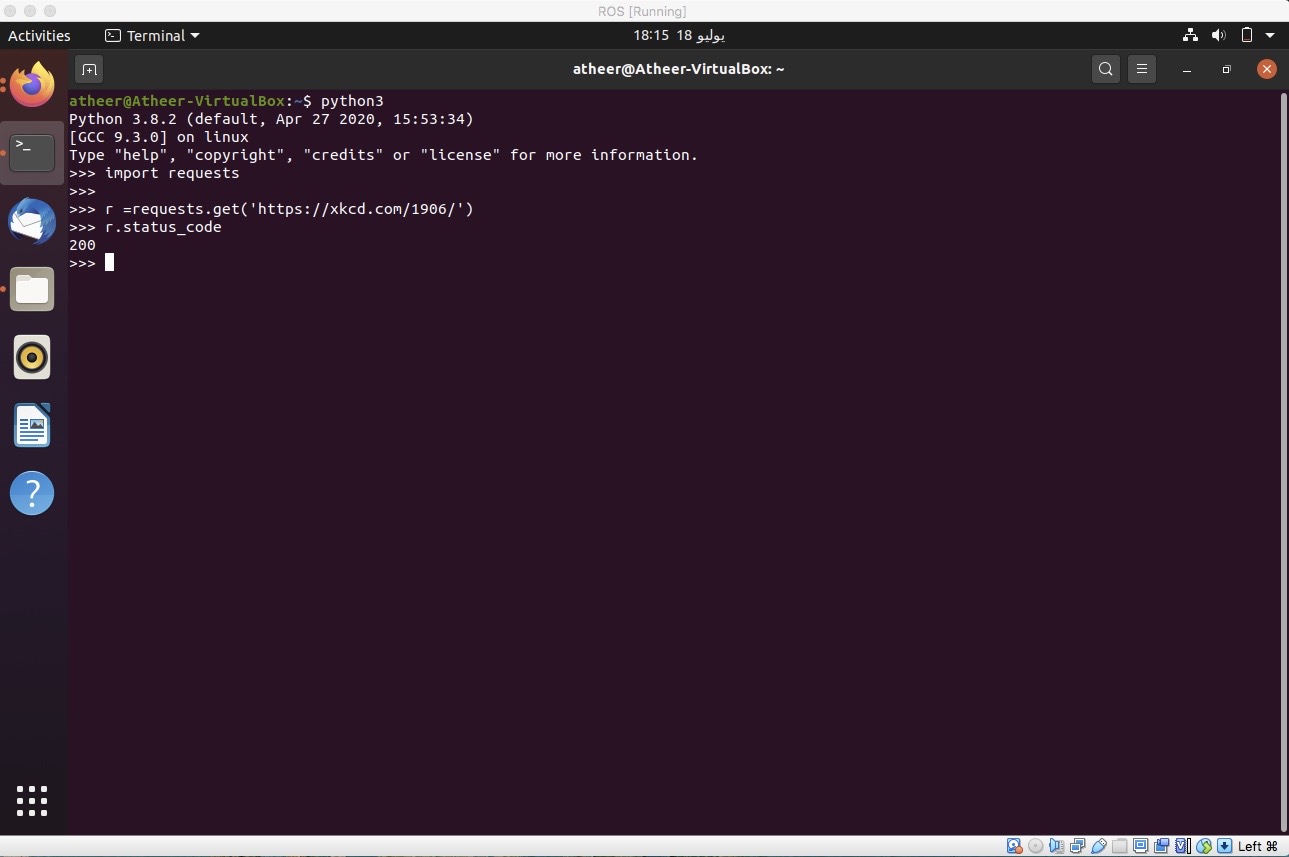 ROS [Running]
Activities
Terminal
18:15 18 يوليو
atheer@Atheer-VirtualBox: ~
atheer@Atheer-VirtualBox:~$ python3
Python 3.8.2 (default, Apr 27 2020, 15:53:34)
[GCC 9.3.0] on linux
Type "help", "copyright", "credits" or "license" for more information.
>>> import requests
>>>
>>> r =requests.get('https://xkcd.com/1906/')
>>> r.status_code
200
>>>
Left ⌘